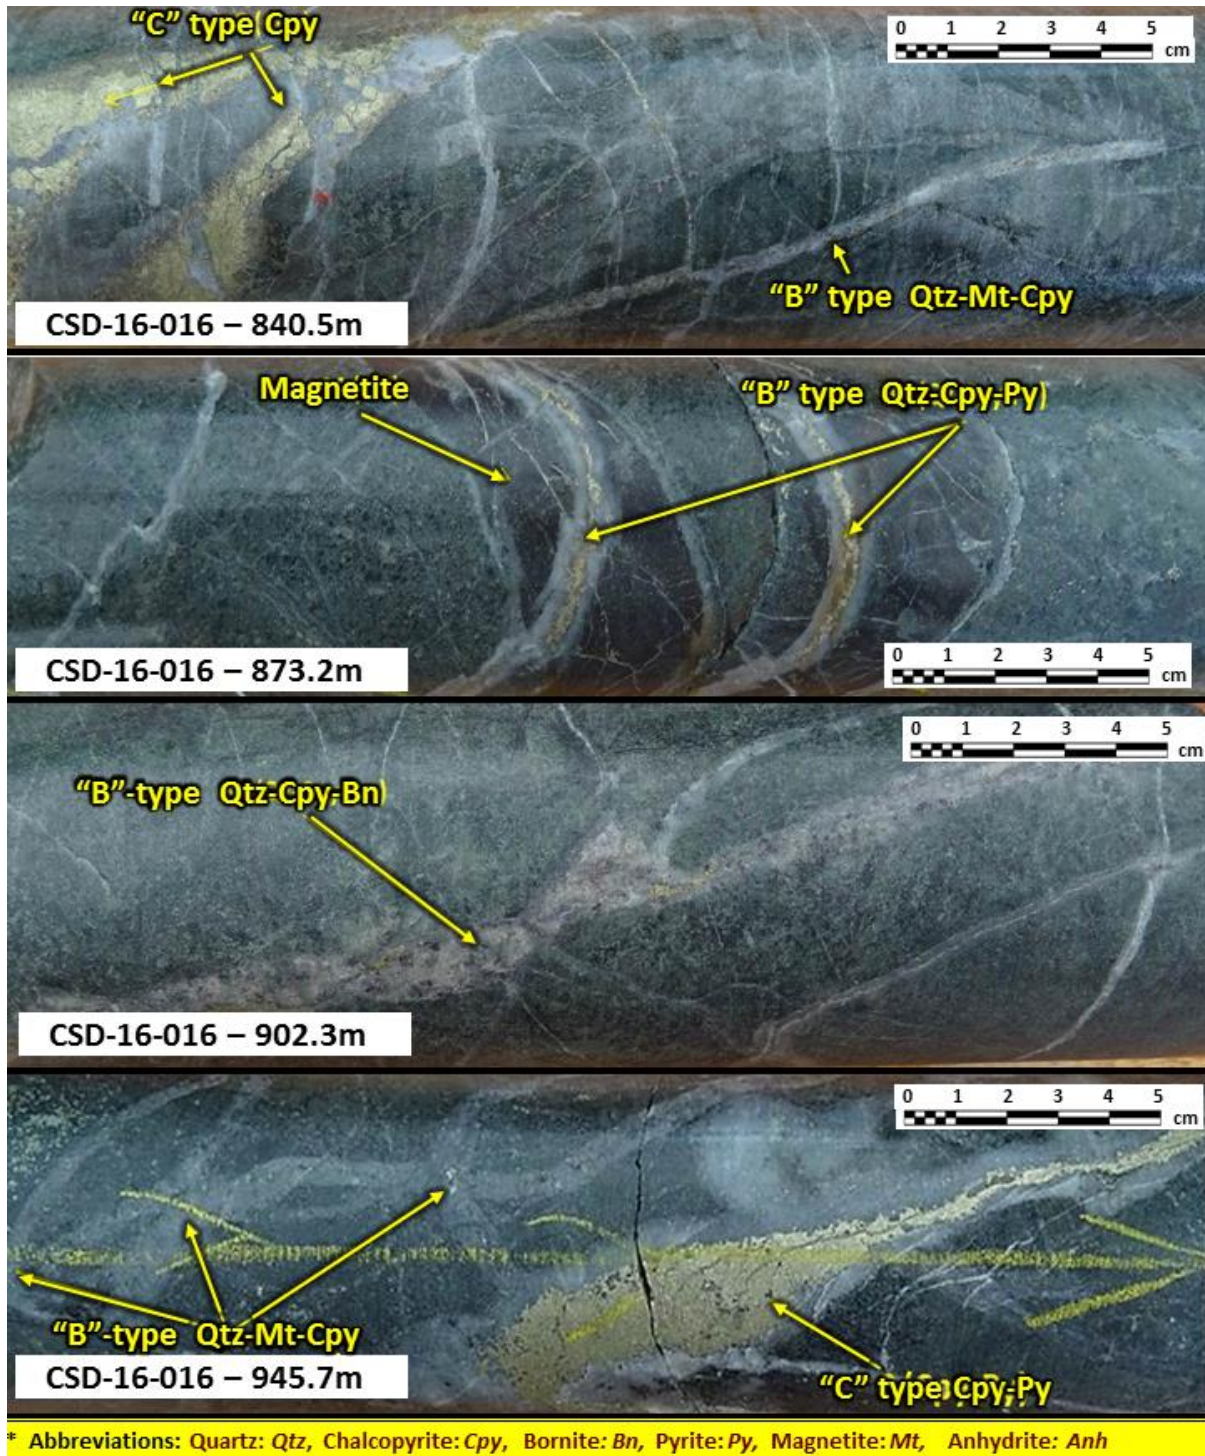 “C” type Cpy
0 1 2 3 4 5
cm
“B” type Qtz-Mt-Cpy
CSD-16-016 – 840.5m
Magnetite
“B” type Qtz-Cpy-Py)
0 1 2 3 4 5
cm
CSD-16-016 – 873.2m
0 1 2 3 4 5
cm
“B”-type Qtz-Cpy-Bn)
CSD-16-016 – 902.3m
0 1 2 3 4 5
cm
“B”-type Qtz-Mt-Cpy
“C” type Cpy-Py
CSD-16-016 – 945.7m
* Abbreviations: Quartz: Qtz, Chalcopyrite: Cpy, Bornite: Bn, Pyrite: Py, Magnetite: Mt, Anhydrite: Anh